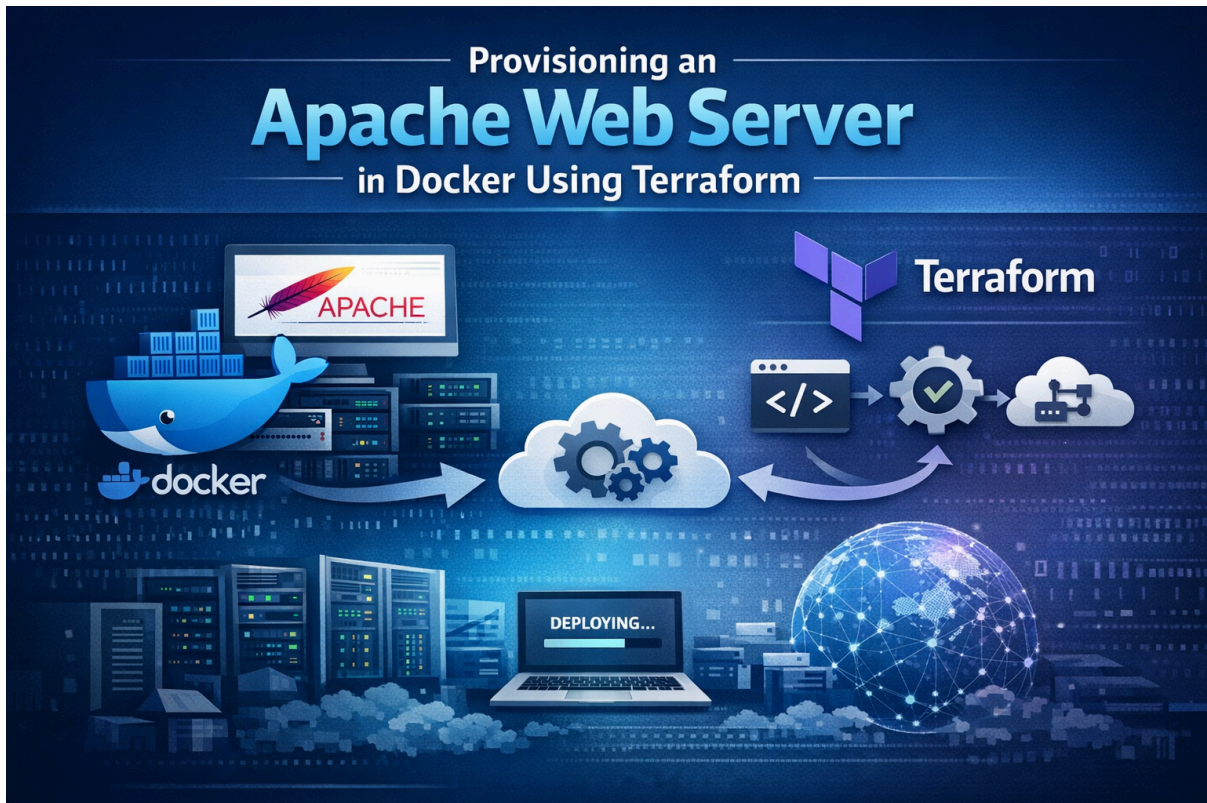 Provisioning an
Apache Web Server
in Docker Using Terraform
APACHE
Terraform
</>
docker
DEPLOYING...